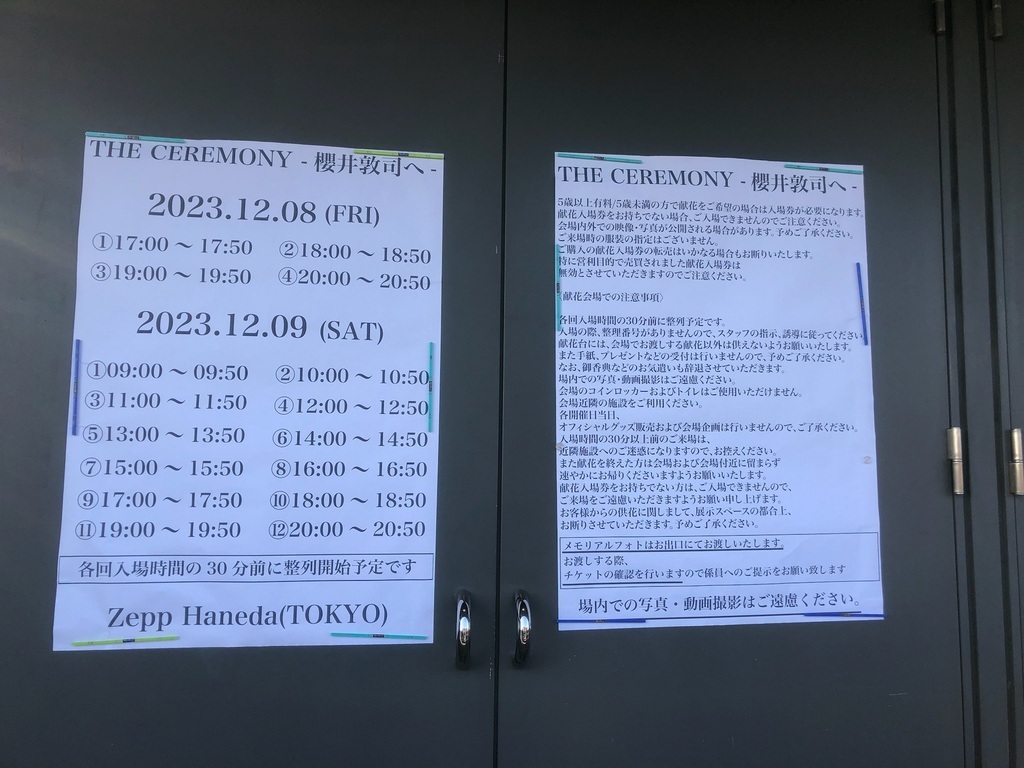 THE CEREMONY - 櫻井敦司へ -
2023.12.08 (FRI)
①17:00 〜 17:50 ②18:00 〜 18:50
③19:00 〜 19:50 ④20:00 〜 20:50
2023.12.09 (SAT)
①09:00 〜 09:50 ②10:00 〜 10:50
③11:00 〜 11:50 ④12:00 〜 12:50
⑤13:00 〜 13:50 ⑥14:00 〜 14:50
⑦15:00 〜 15:50 ⑧16:00 〜 16:50
⑨17:00 〜 17:50 ⑩18:00 〜 18:50
⑪19:00 〜 19:50 ⑫20:00 〜 20:50
各回入場時間の 30 分前に整列開始予定です
Zepp Haneda(TOKYO)
THE CEREMONY - 櫻井敦司へ -
5歳以上有料/5歳未満の方で献花をご希望の場合は入場券が必要になります。
献花入場券をお持ちでない場合、ご入場できませんのでご注意ください。
会場内外での映像・写真が公開される場合があります。予めご了承ください。
ご来場時の服装の指定はございません。
ご購入の献花入場券の転売はいかなる場合もお断りいたします。
特に営利目的で売買されました献花入場券は
無効とさせていただきますのでご注意ください。
〈献花会場での注意事項〉
各回入場時間の30分前に整列予定です。
入場の際、整理番号がありませんので、スタッフの指示、誘導に従ってください
献花台には、会場でお渡しする献花以外は供えないようお願いいたします。
また手紙、プレゼントなどの受付は行いませんので、予めご了承ください。
なお、御香典などのお気遣いも辞退させていただきます。
場内での写真・動画撮影はご遠慮ください。
会場のコインロッカーおよびトイレはご使用いただけません。
会場近隣の施設をご利用ください。
各開催日当日、
オフィシャルグッズ販売および会場企画は行いませんので、ご了承ください。
入場時間の30分以上前のご来場は、
近隣施設へのご迷惑になりますので、お控えください。
また献花を終えた方は会場および会場付近に留まらず
速やかにお帰りくださいますようお願いいたします。
献花入場券をお持ちでない方は、ご入場できませんので、
ご来場をご遠慮いただきますようお願い申し上げます。
お客様からの供花に関しまして、展示スペースの都合上、
お断りさせていただきます。予めご了承ください。
メモリアルフォトはお出口にてお渡しいたします。
お渡しする際、
チケットの確認を行いますので係員へのご提示をお願い致します
場内での写真・動画撮影はご遠慮ください。